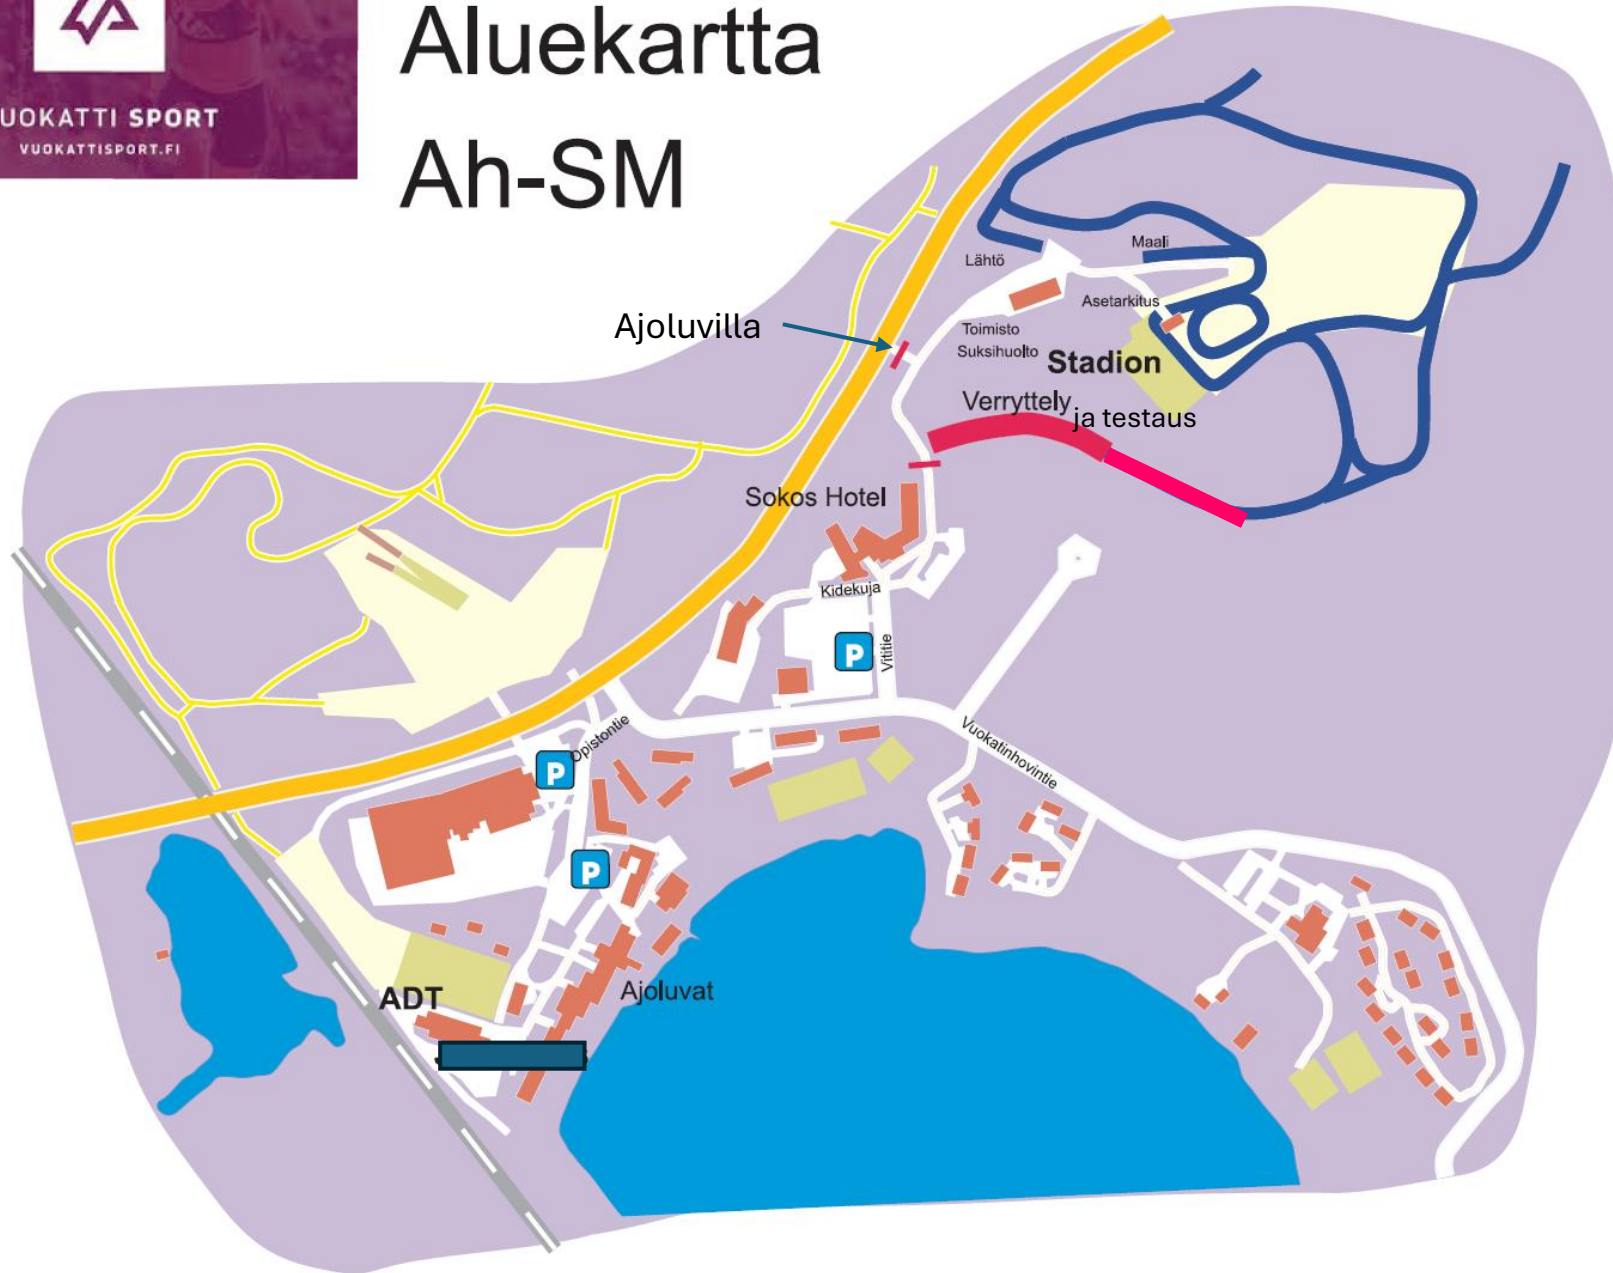 UOKATTI SPORT
VUOKATTISPORT.FI
Aluekartta
Ah-SM
Maali
Lähtö
Asetarkitus
Ajoluvilla
Toimisto
Suksihuolto
Stadion
Verryttely
ja testaus
Sokos Hotel
Kidekuja
P
Vititie
Opistontie
Vuokatinhovintie
P
P
Ajoluvat
ADT